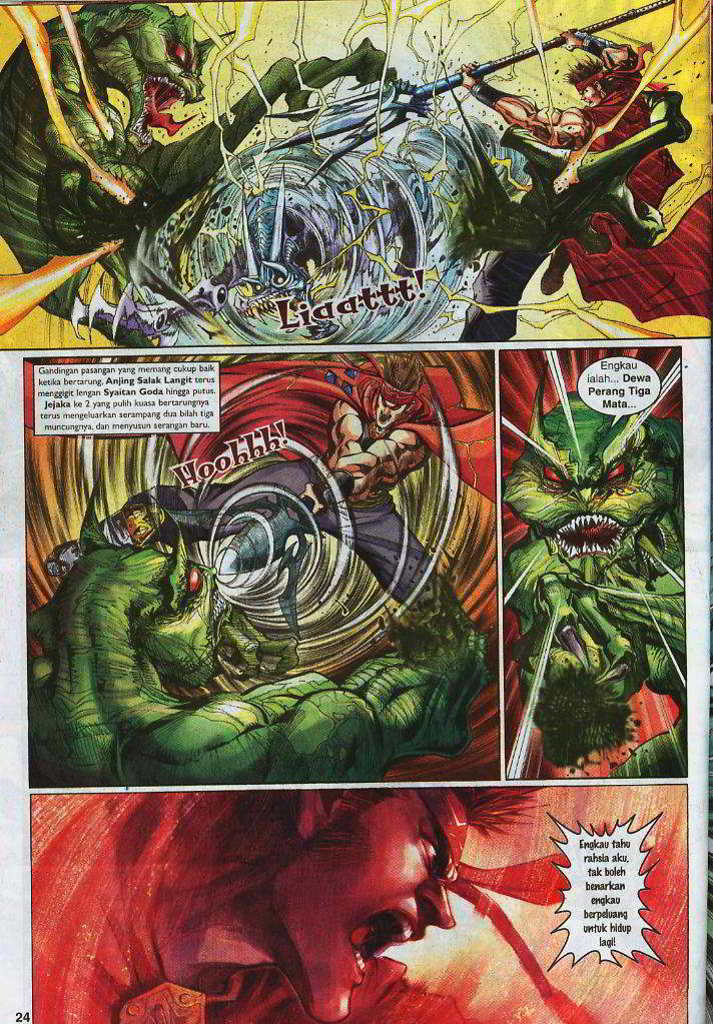 Liaattt!
Gandingan pasangan yang memang cukup baik
ketika bertarung, Anjing Salak Langit terus
menggigit lengan Syaitan Goda hingga putus.
Jejaka ke 2 yang pulih kuasa bertarungnya
terus mengeluarkan serampang dua bilah tiga
muncungnya, dan menyusun serangan baru.
Hoohhh!
Engkau
ialah... Dewa
Perang Tiga
Mata...
Engkau tahu
rahsia aku,
tak boleh
benarkan
engkau
berpeluang
untuk hidup
lagi!
24